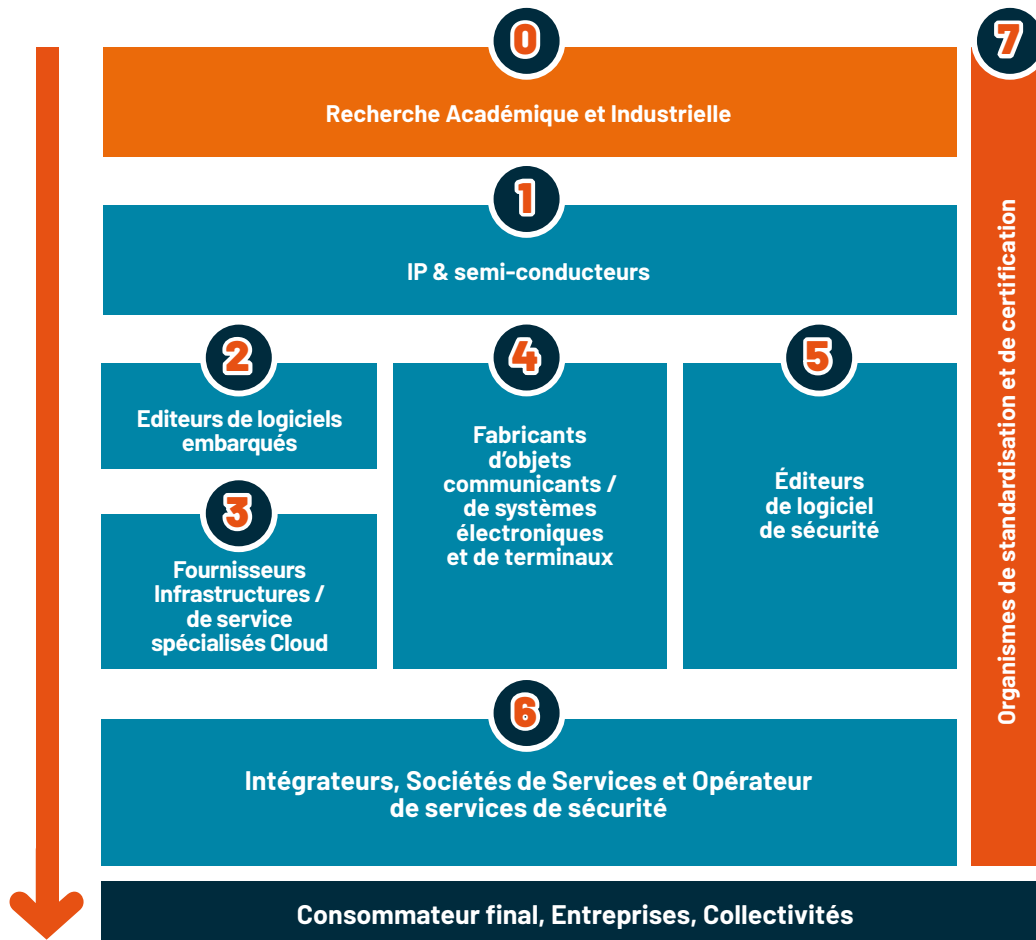 0
Recherche Académique et Industrielle
1
IP & semi-conducteurs
2
Editeurs de logiciels
embarqués
3
Fournisseurs
Infrastructures /
de service
spécialisés Cloud
4
Fabricants
d’objets
communicants /
de systèmes
électroniques
et de terminaux
5
Éditeurs
de logiciel
de sécurité
6
Intégrateurs, Sociétés de Services et Opérateur
de services de sécurité
7
Organismes de standardisation et de certification
Consommateur final, Entreprises, Collectivités